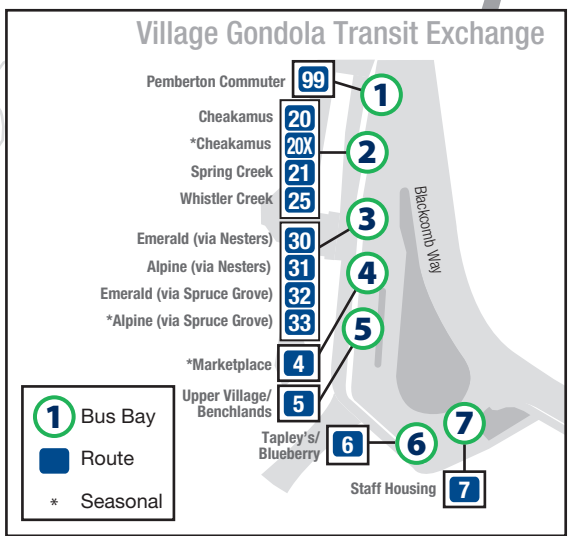 Village Gondola Transit Exchange
Pemberton Commuter 99 1
Cheakamus 20
*Cheakamus 20X 2
Spring Creek 21
Whistler Creek 25
Blackcomb Way
3
Emerald (via Nesters) 30
Alpine (via Nesters) 31
4
Emerald (via Spruce Grove) 32
*Alpine (via Spruce Grove) 33
5
*Marketplace 4
Upper Village/
Benchlands 5
Tapley's/
Blueberry 6 6
7
Staff Housing 7
1 Bus Bay
Route
* Seasonal